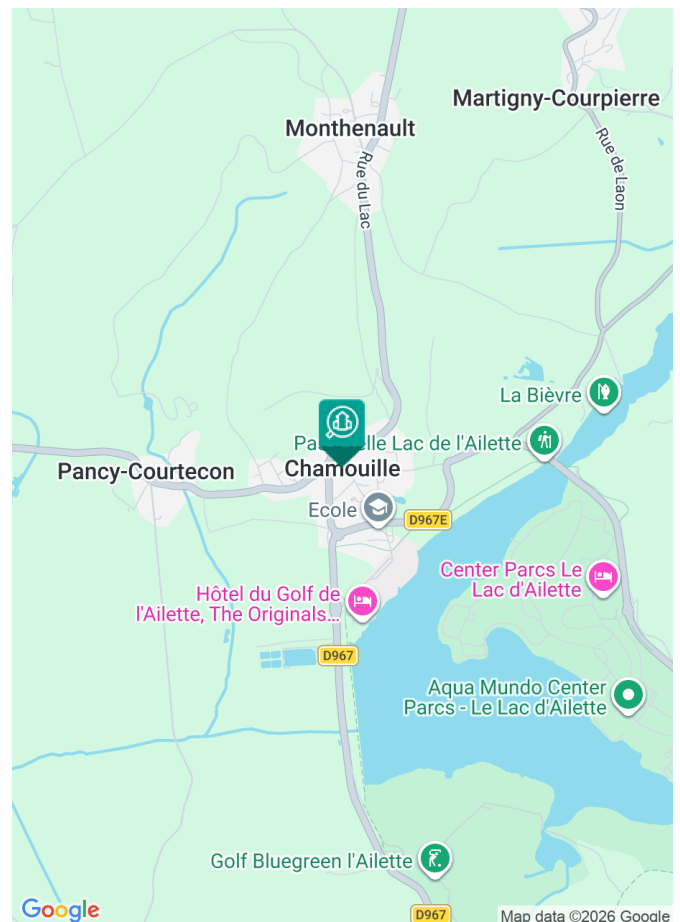 Martigny-Courpierre
Monthenault
Rue du Lac
Rue de Laon
La Bièvre
Pas elle Lac de l'Ailette
Chamouille
Pancy-Courtecon
Ecole
D967E
Center Parcs Le
Lac d'Ailette
Hôtel du Golf de
l'Ailette, The Originals...
D967
Aqua Mundo Center
Parcs - Le Lac d'Ailette
Golf Bluegreen l'Ailette
Google
D967
Map data ©2026 Google